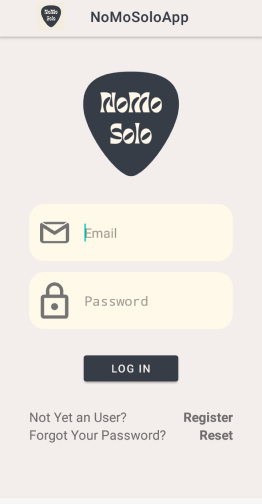 NoMo
Solo
NoMoSoloApp
NoMo
Solo
Email
Password
LOG IN
Not Yet an User? Register
Forgot Your Password? Reset